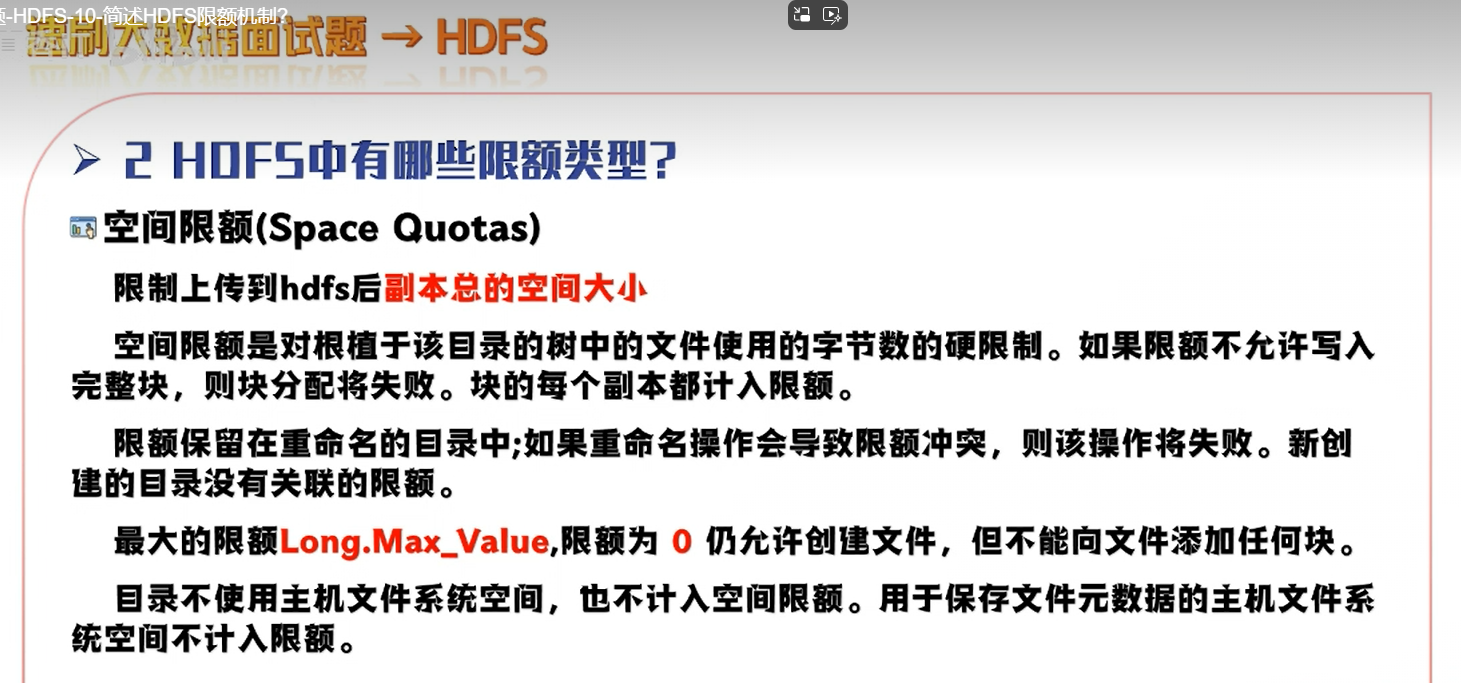 -HDFS-10-简述HDFS限额机制?
速刷大数据面试题 → HDFS
➢ 2 HDFS中有哪些限额类型?
空间限额(Space Quotas)
限制上传到hdfs后副本总的空间大小
空间限额是对根植于该目录的树中的文件使用的字节数的硬限制。如果限额不允许写入
完整块，则块分配将失败。块的每个副本都计入限额。
限额保留在重命名的目录中;如果重命名操作会导致限额冲突，则该操作将失败。新创
建的目录没有关联的限额。
最大的限额Long.Max_Value,限额为 0 仍允许创建文件，但不能向文件添加任何块。
目录不使用主机文件系统空间，也不计入空间限额。用于保存文件元数据的主机文件系
统空间不计入限额。